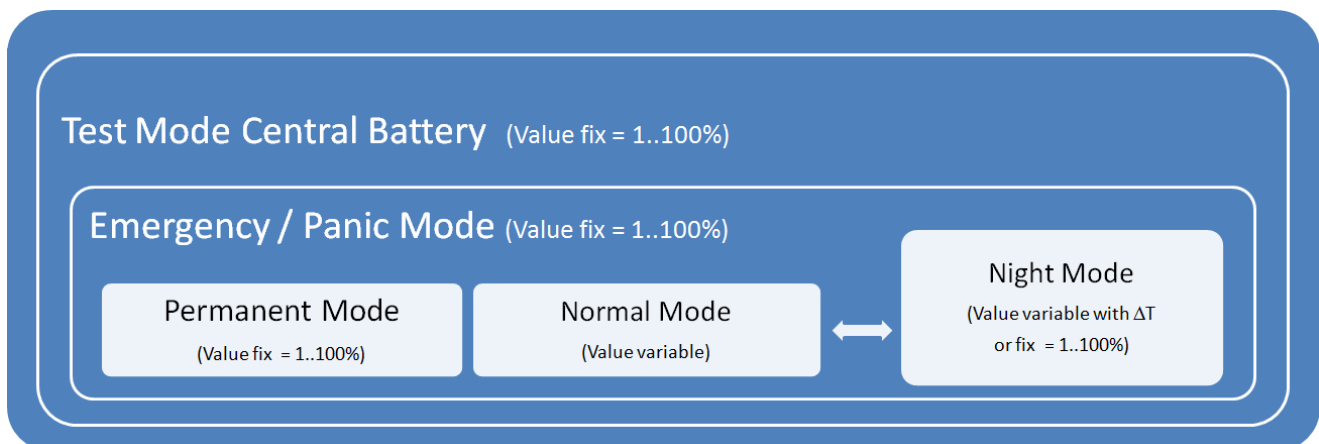 Test Mode Central Battery (Value fix = 1..100%)
Emergency / Panic Mode (Value fix = 1..100%)
Permanent Mode
(Value fix = 1..100%)
Normal Mode
(Value variable)
Night Mode
(Value variable with ΔT
or fix = 1..100%)